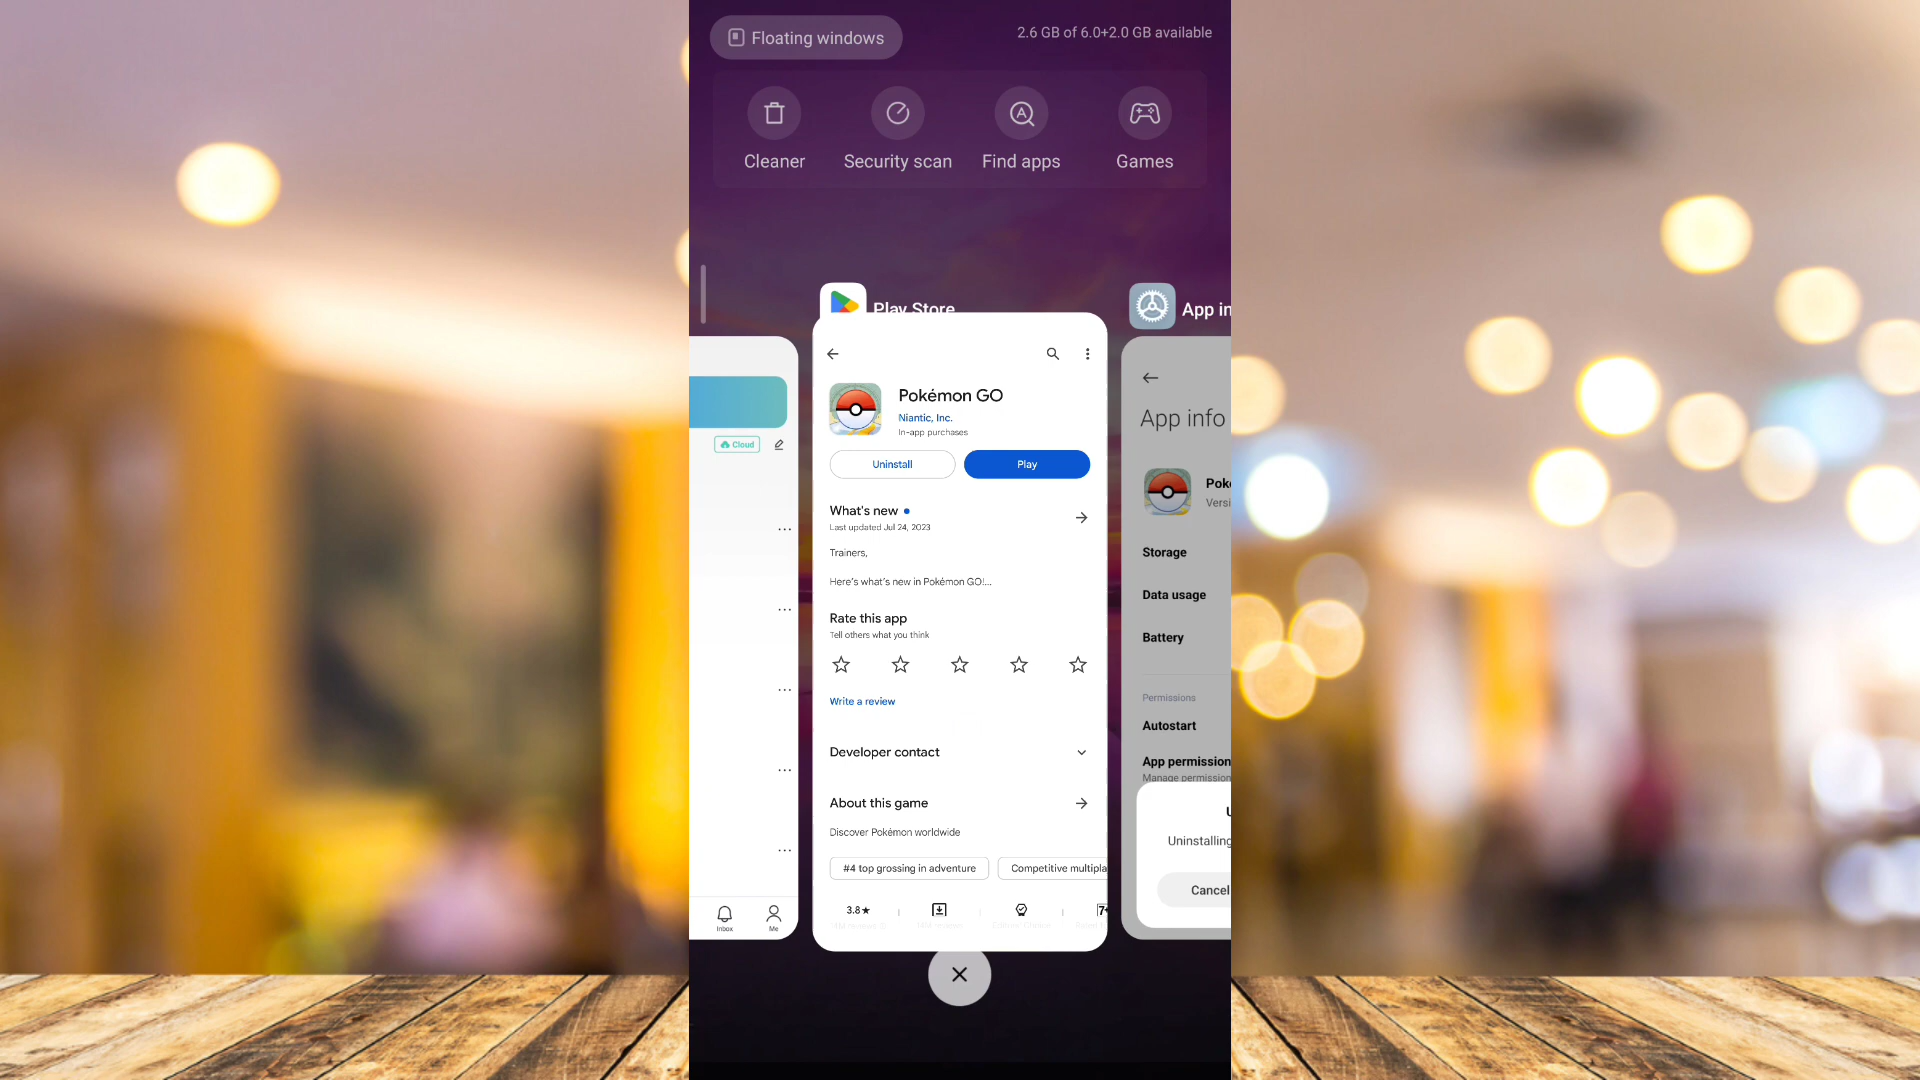 Floating windows
2.6 GB of 6.0+2.0 GB available
Cleaner
Security scan
Find apps
Games
Play Store
App in
Cloud
Inbox
Me
Pokémon GO
Niantic, Inc.
In-app purchases
Uninstall
Play
What's new
Last updated Jul 24, 2023
Trainers,
Here's what's new in Pokémon GO!...
Rate this app
Tell others what you think
Write a review
Developer contact
About this game
Discover Pokémon worldwide
#4 top grossing in adventure
Competitive multipla
3.8★
7+
App info
Poké
Versi
Storage
Data usage
Battery
Permissions
Autostart
App permission
Manage permission
Uninstalling
Cancel